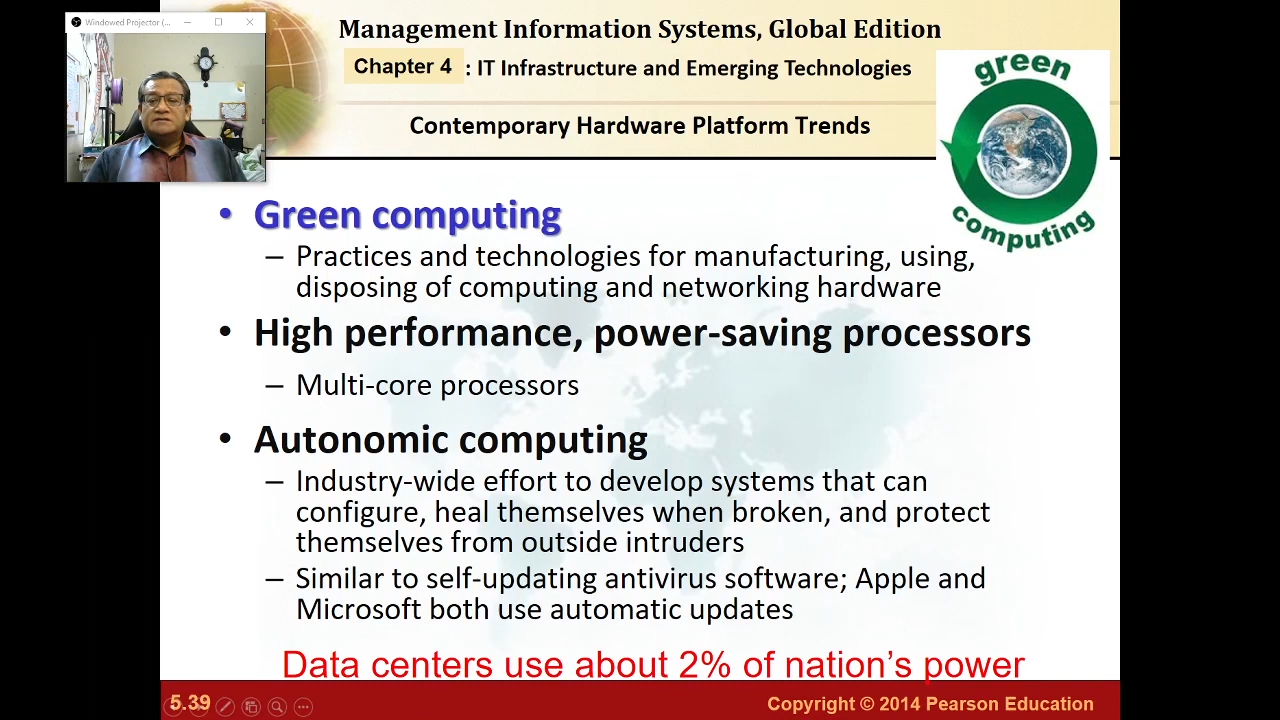 Windowed Projector (...
Management Information Systems, Global Edition
Chapter 4 : IT Infrastructure and Emerging Technologies
Contemporary Hardware Platform Trends
green
computing
• Green computing
– Practices and technologies for manufacturing, using,
disposing of computing and networking hardware
• High performance, power-saving processors
– Multi-core processors
• Autonomic computing
– Industry-wide effort to develop systems that can
configure, heal themselves when broken, and protect
themselves from outside intruders
– Similar to self-updating antivirus software; Apple and
Microsoft both use automatic updates
Data centers use about 2% of nation’s power
5.39
Copyright © 2014 Pearson Education